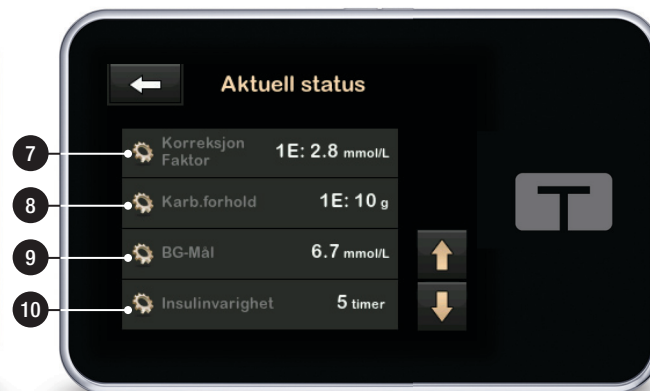 Aktuell status
7
Korreksjon
Faktor
1E: 2.8 mmol/L
8
Karb.forhold
1E: 10 g
9
BG-Mål
6.7 mmol/L
10
Insulinvarighet
5 timer